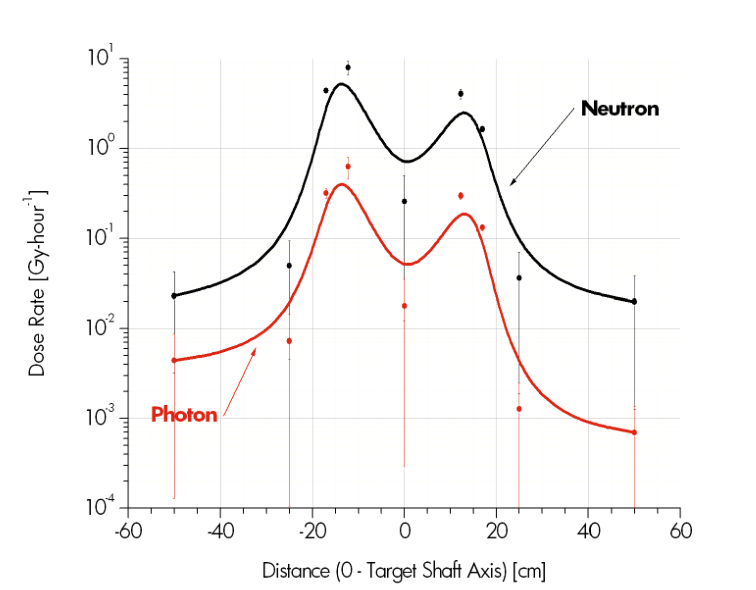 10^1
10^0
10^-1
10^-2
10^-3
10^-4
Dose Rate [Gy-hour^-1]
Neutron
Photon
-60 -40 -20 0 20 40 60
Distance (0 - Target Shaft Axis) [cm]